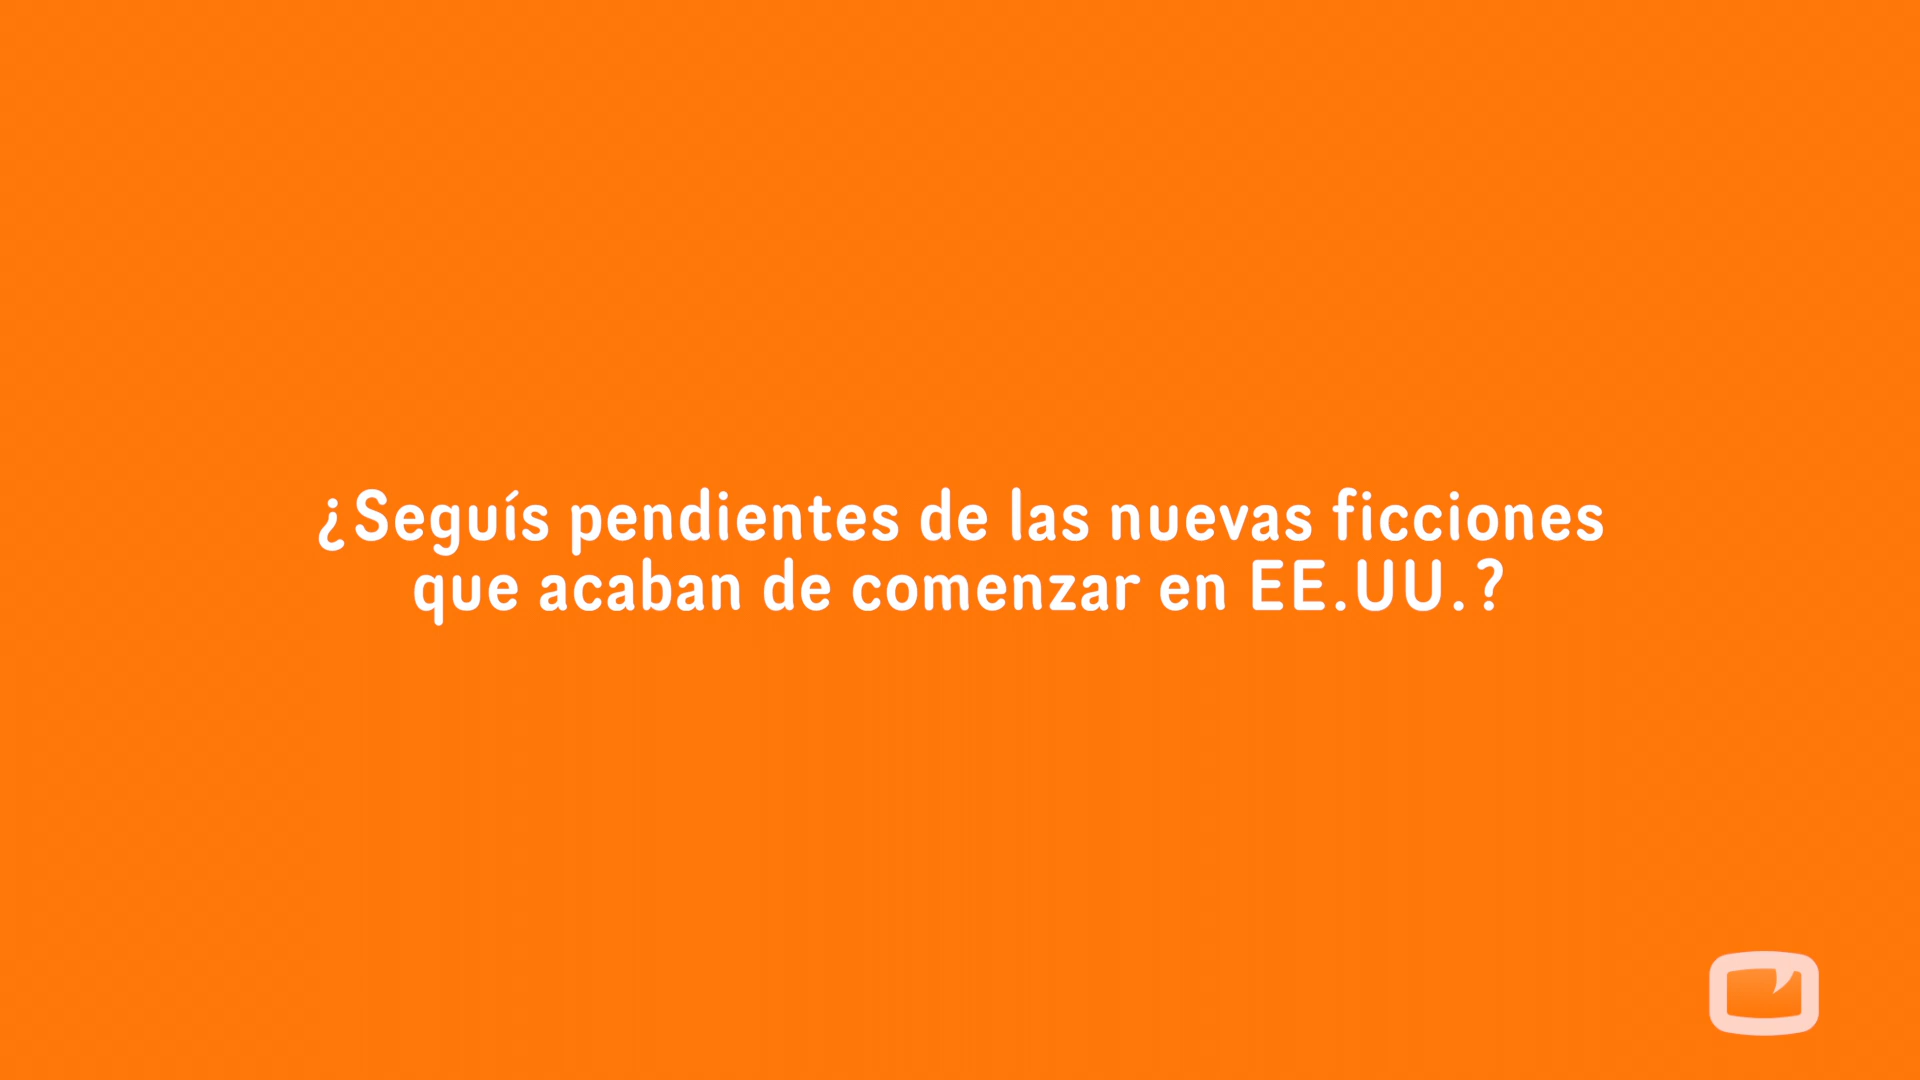 ¿Seguís pendientes de las nuevas ficciones
que acaban de comenzar en EE.UU.?